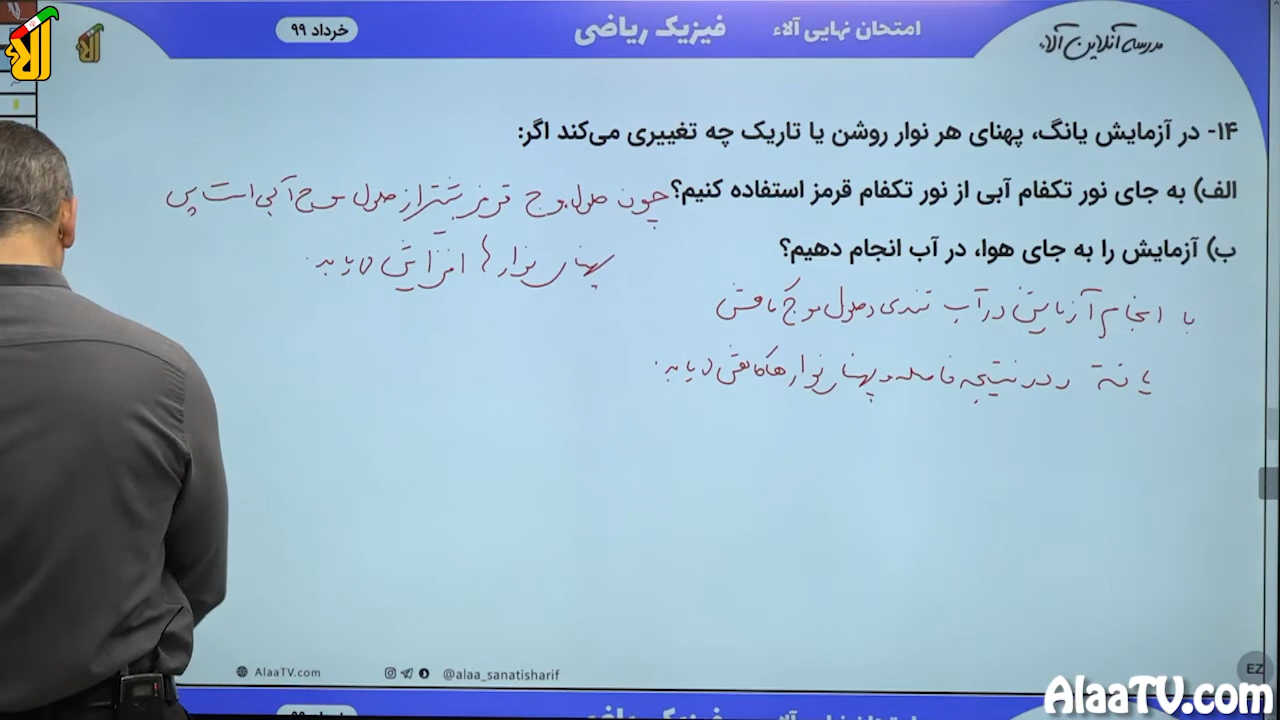 خرداد ۹۹
فیزیک ریاضی
امتحان نهایی آلاء
مدرسه آنلاین آلاء
الا
۱۴- در آزمایش یانگ، پهنای هر نوار روشن یا تاریک چه تغییری می‌کند اگر:
الف) به جای نور تکفام آبی از نور تکفام قرمز استفاده کنیم؟
چون طول موج قرمز بیشتر از طول موج آبی است پس
پهنای نوارها افزایش می یابد.
ب) آزمایش را به جای هوا، در آب انجام دهیم؟
با انجام آزمایش در آب تندی و طول موج کاهش
یافته و در نتیجه فاصله و پهنای نوارها کاهش می یابد.
AlaaTV.com
@alaa_sanatisharif
EZ
AlaaTV.com